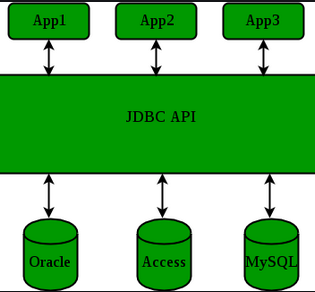 App1 App2 App3
JDBC API
Oracle Access MySQL